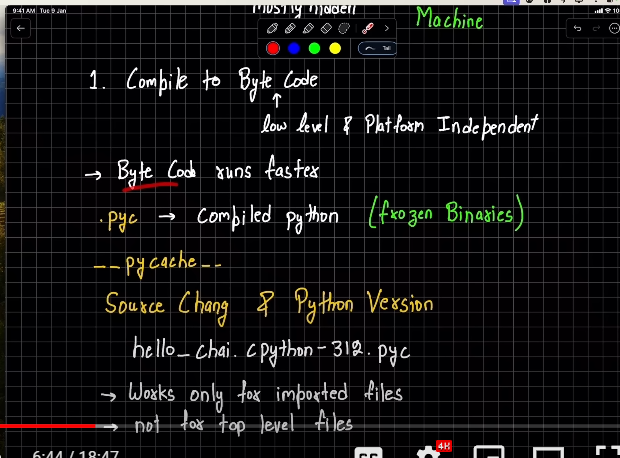 9:41 AM Tue 9 Jan
mostly hidden
Machine
1. Compile to Byte Code
low level & Platform Independent
→ Byte Code runs faster
.pyc → Compiled python (frozen Binaries)
__pycache__
Source Chang & Python Version
hello_chai.cpython-312.pyc
→ Works only for imported files
→ not for top level files
6:44 / 18:47
CC 4K